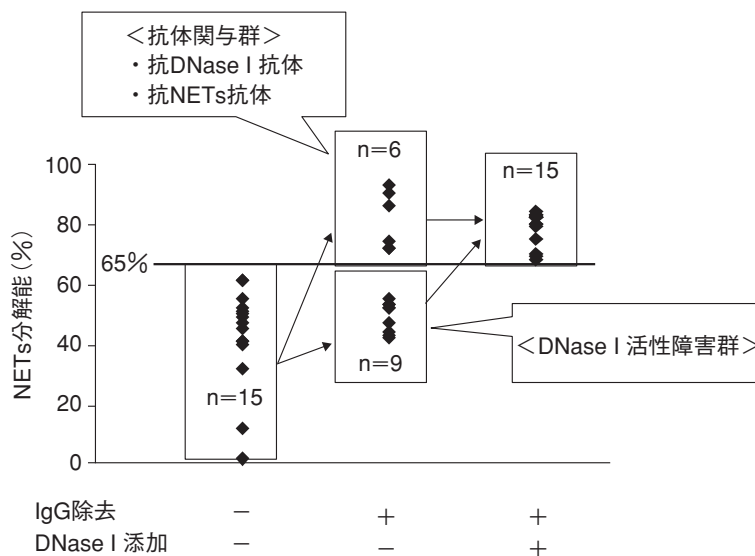 ＜抗体関与群＞
・抗DNase I 抗体
・抗NETs抗体
NETs分解能（%）
100
80
60
40
20
0
65%
n＝15
n＝6
n＝9
n＝15
＜DNase I 活性障害群＞
IgG除去 − ＋ ＋
DNase I 添加 − − ＋